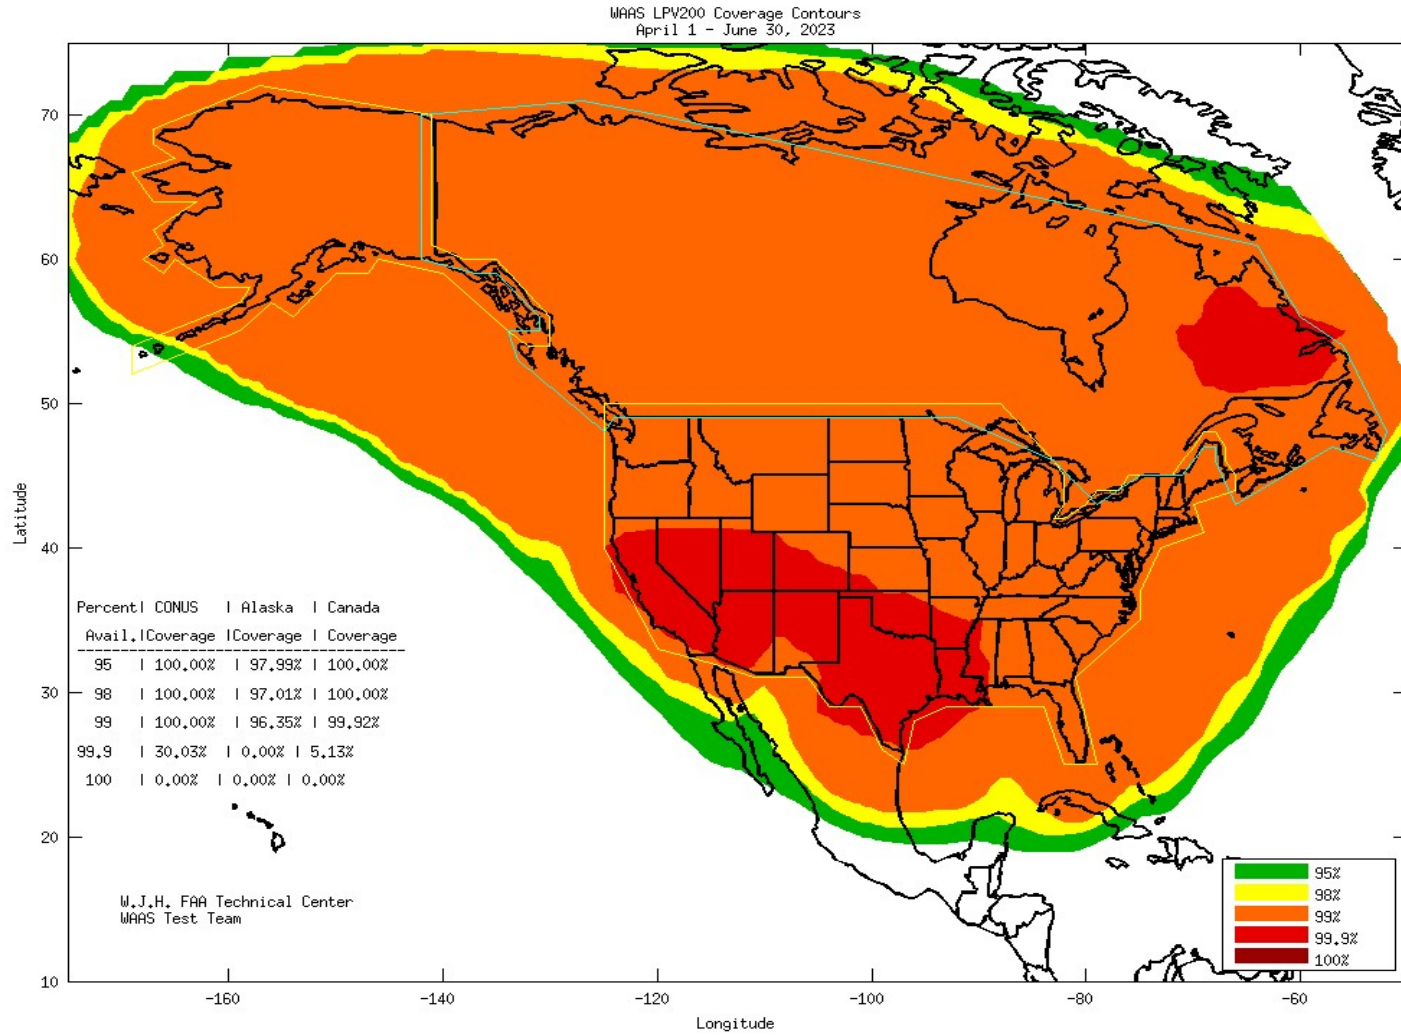 WAAS LPV200 Coverage Contours
April 1 - June 30, 2023
70
60
50
40
30
20
10
Latitude
Percent| CONUS | Alaska | Canada
Avail.|Coverage |Coverage | Coverage
95 | 100.00% | 97.99% | 100.00%
98 | 100.00% | 97.01% | 100.00%
99 | 100.00% | 96.35% | 99.92%
99.9 | 30.03% | 0.00% | 5.13%
100 | 0.00% | 0.00% | 0.00%
W.J.H. FAA Technical Center
WAAS Test Team
95%
98%
99%
99.9%
100%
-160 -140 -120 -100 -80 -60
Longitude